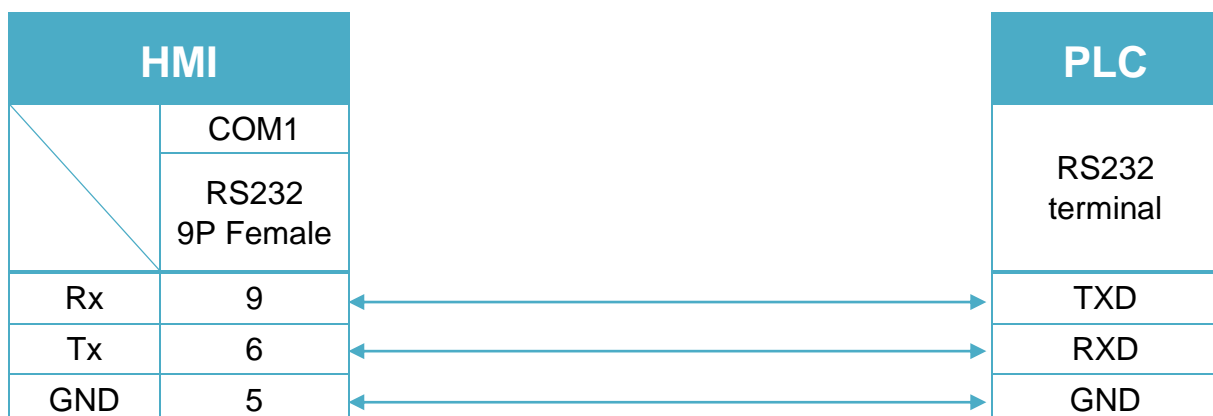 HMI PLC
COM1
RS232
9P Female
RS232
terminal
Rx 9 TXD
Tx 6 RXD
GND 5 GND